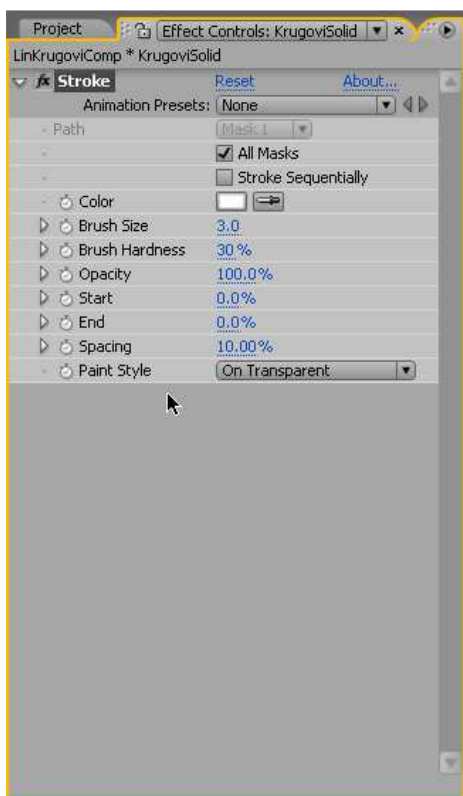 Project Effect Controls: KrugoviSolid
LinKrugoviComp * KrugoviSolid
fx Stroke Reset About...
Animation Presets: None
Path Mask 1
All Masks
Stroke Sequentially
Color
Brush Size 3.0
Brush Hardness 30%
Opacity 100.0%
Start 0.0%
End 0.0%
Spacing 10.00%
Paint Style On Transparent